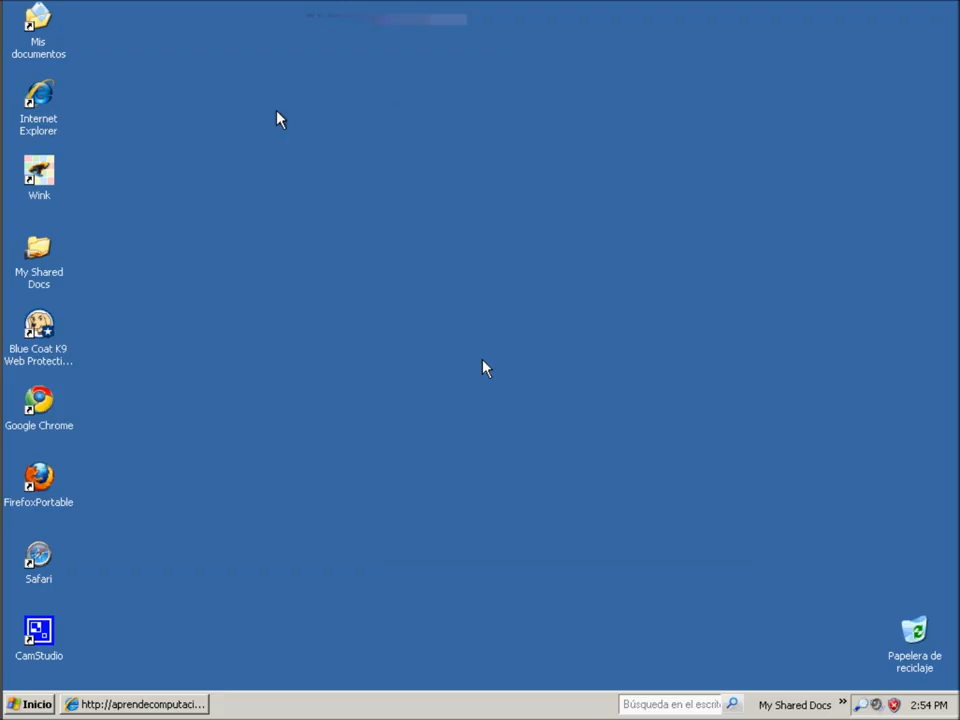 Mis
documentos
Internet
Explorer
Wink
My Shared
Docs
Blue Coat K9
Web Protecti...
Google Chrome
FirefoxPortable
Safari
CamStudio
Papelera de
reciclaje
Inicio
http://aprendecomputaci...
Búsqueda en el escrit
My Shared Docs
2:54 PM